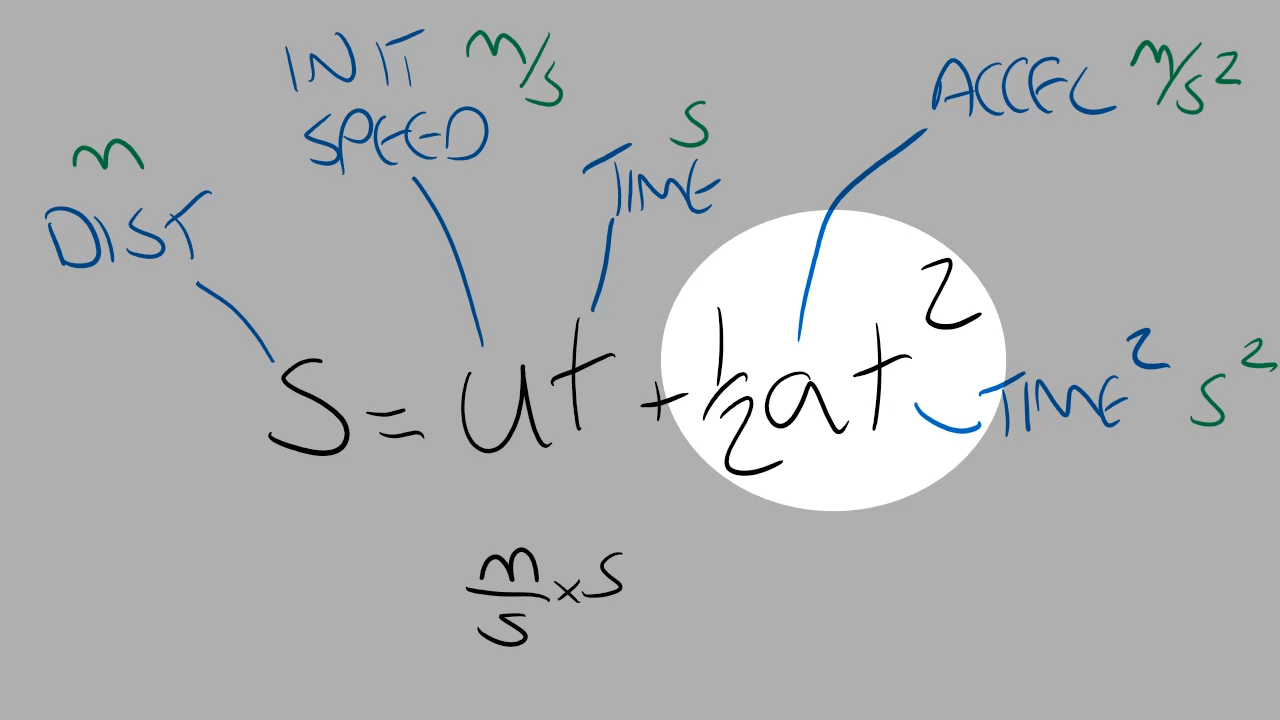 INIT m/s
SPEED
ACCEL m/s²
m
DIST
s
TIME
s = ut + ½at²
TIME² s²
m/s × s